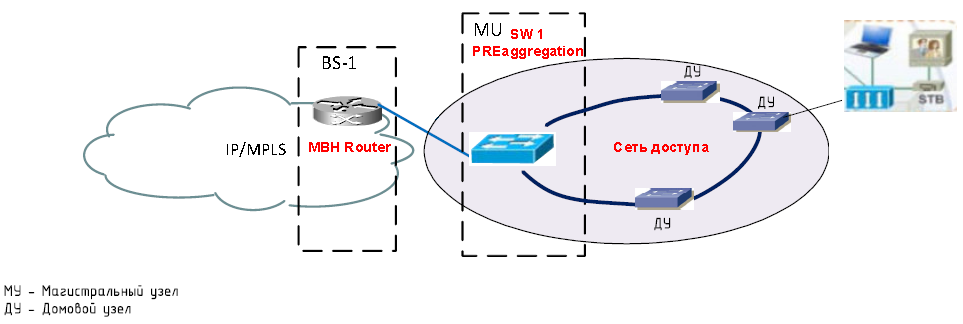 MU SW 1
PREaggregation
BS-1
ДУ
ДУ
STB
IP/MPLS
MBH Router
Сеть доступа
ДУ
МУ – Магистральный узел
ДУ – Домовой узел